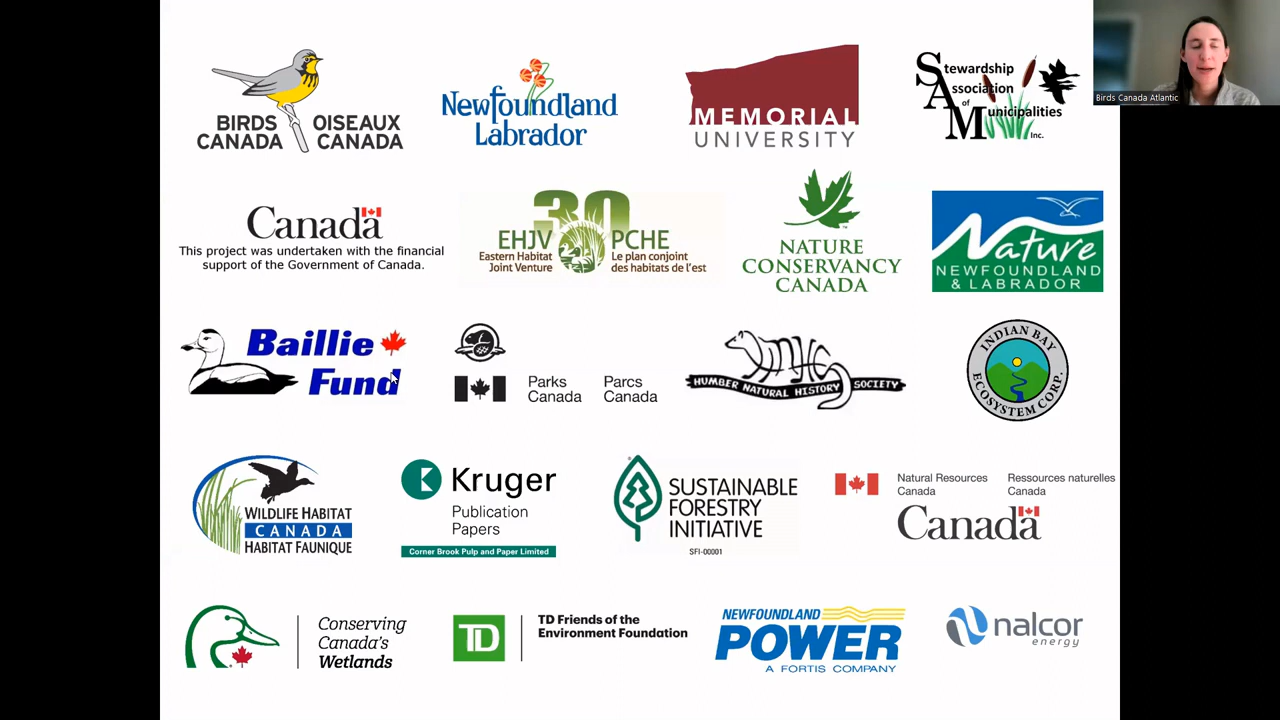 BIRDS OISEAUX
CANADA CANADA
Newfoundland
Labrador
MEMORIAL
UNIVERSITY
Stewardship
Association
of
Municipalities
Inc.
Birds Canada Atlantic
Canada
This project was undertaken with the financial
support of the Government of Canada.
30
EHJV PCHE
Eastern Habitat Le plan conjoint
Joint Venture des habitats de l'est
NATURE
CONSERVANCY
CANADA
Nature
NEWFOUNDLAND
& LABRADOR
Baillie
Fund
Parks Parcs
Canada Canada
HUMBER NATURAL HISTORY SOCIETY
INDIAN BAY
ECOSYSTEM CORP.
WILDLIFE HABITAT
CANADA
HABITAT FAUNIQUE
Kruger
Publication
Papers
Corner Brook Pulp and Paper Limited
SUSTAINABLE
FORESTRY
INITIATIVE
SFI-00001
Natural Resources Ressources naturelles
Canada Canada
Canada
Conserving
Canada's
Wetlands
TD
TD Friends of the
Environment Foundation
NEWFOUNDLAND
POWER
A FORTIS COMPANY
nalcor
energy